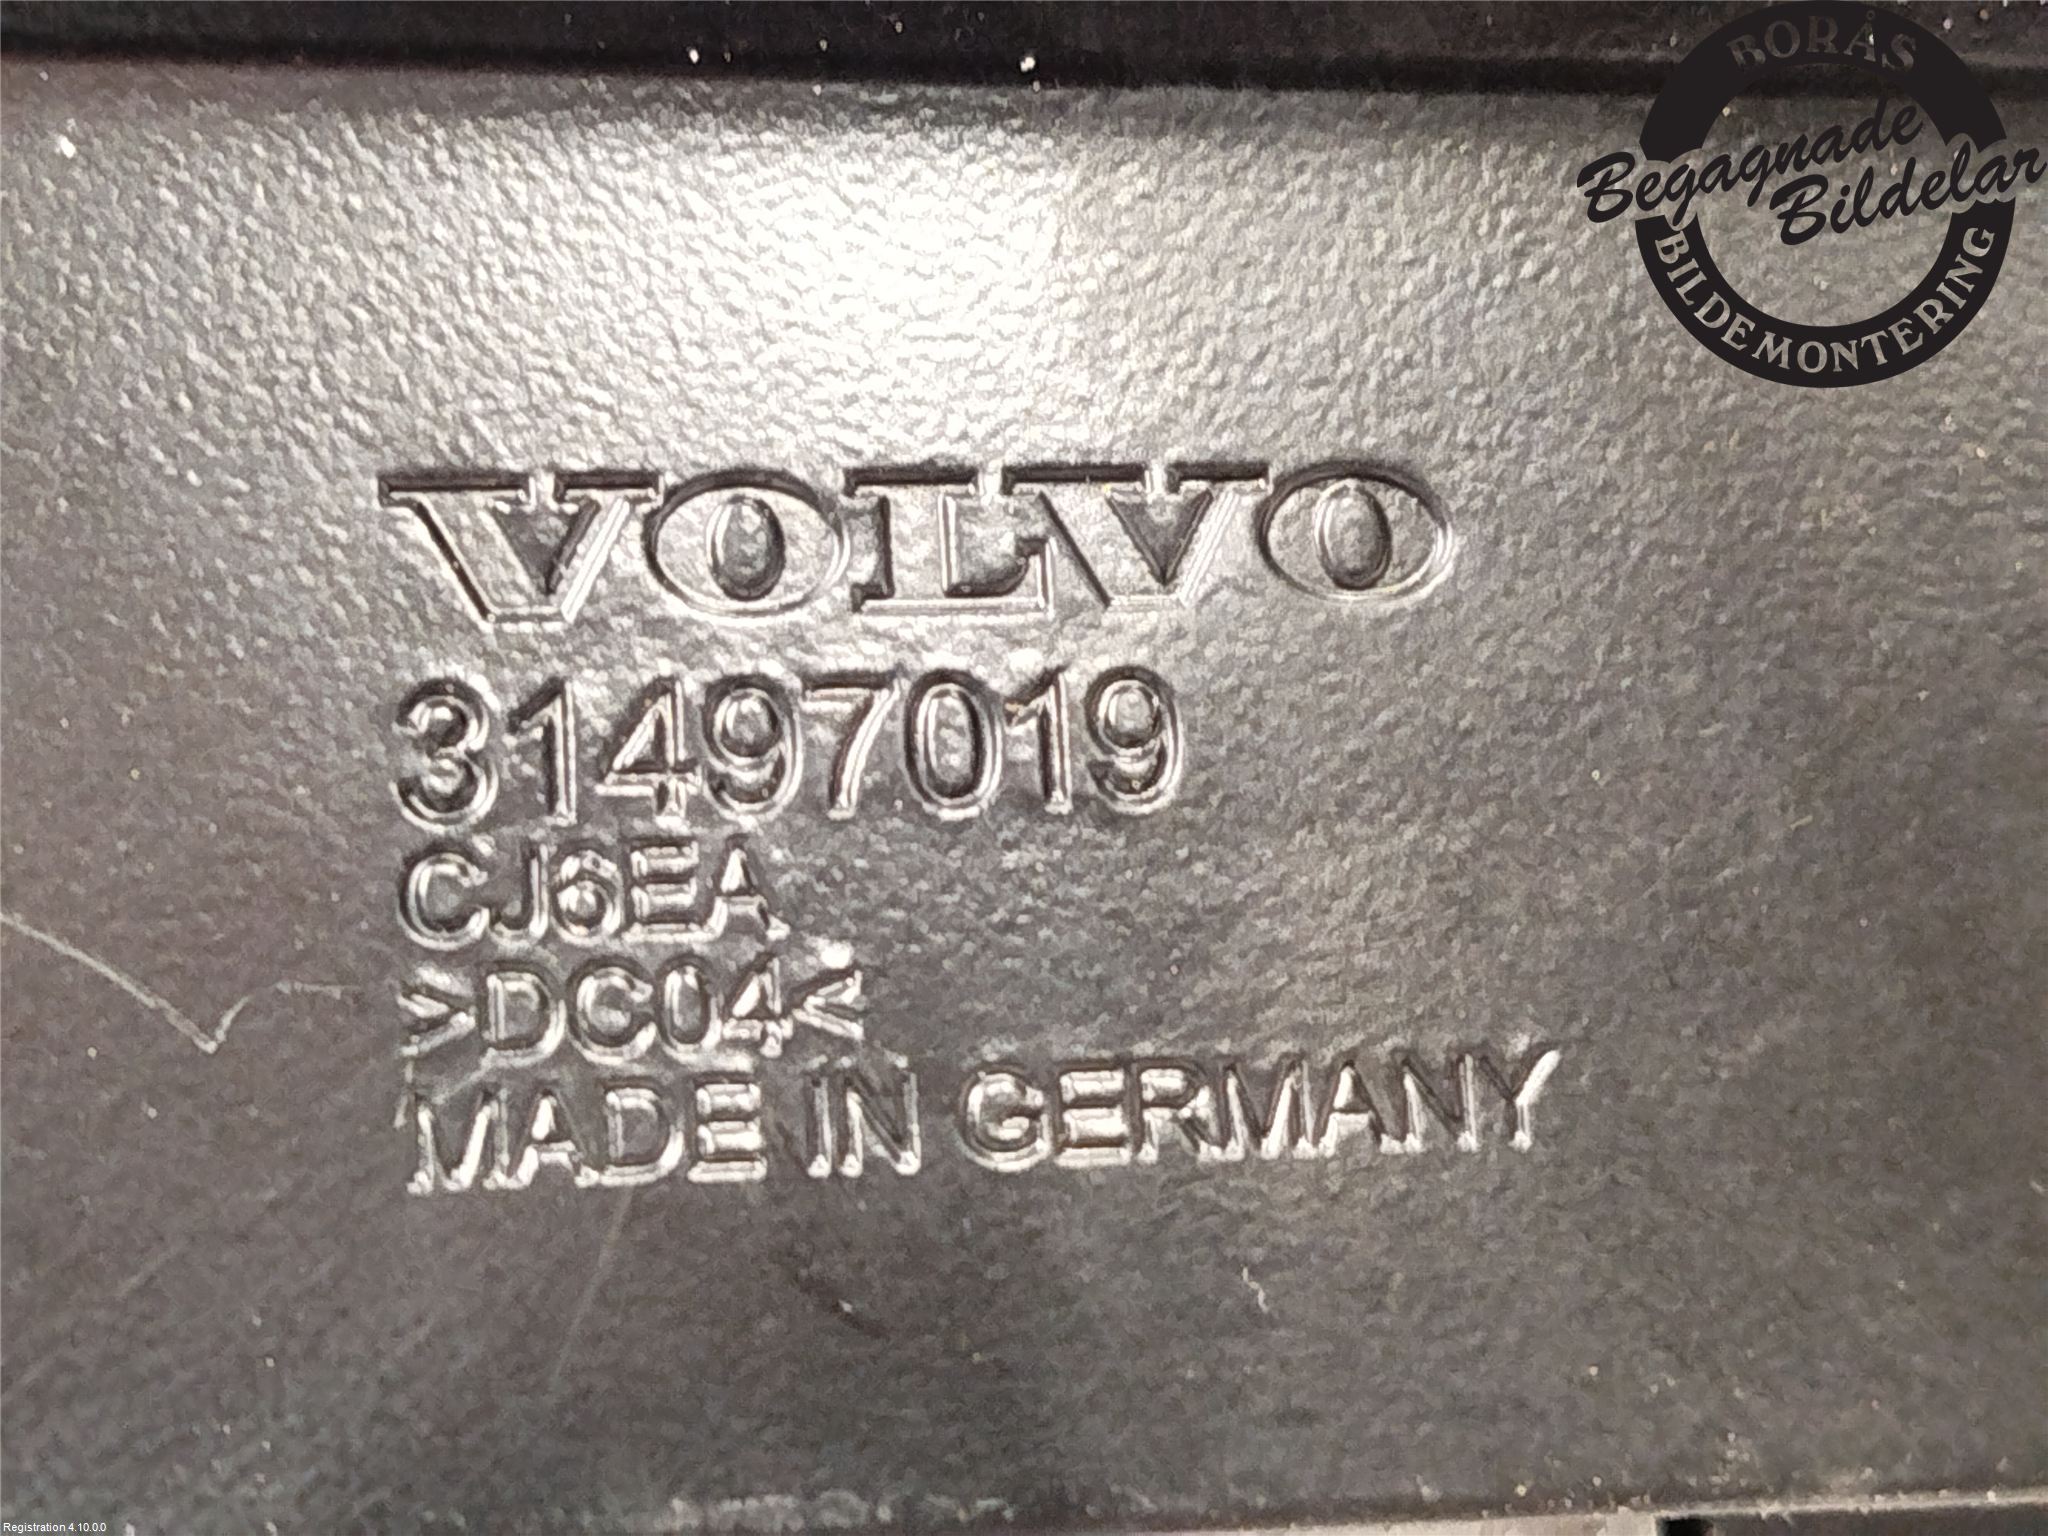 BORÅS
Begagnade
Bildelar
BILDEMONTERING
VOLVO
31497019
CJ6EA
>DC04<
MADE IN GERMANY
Registration 4.10.0.0